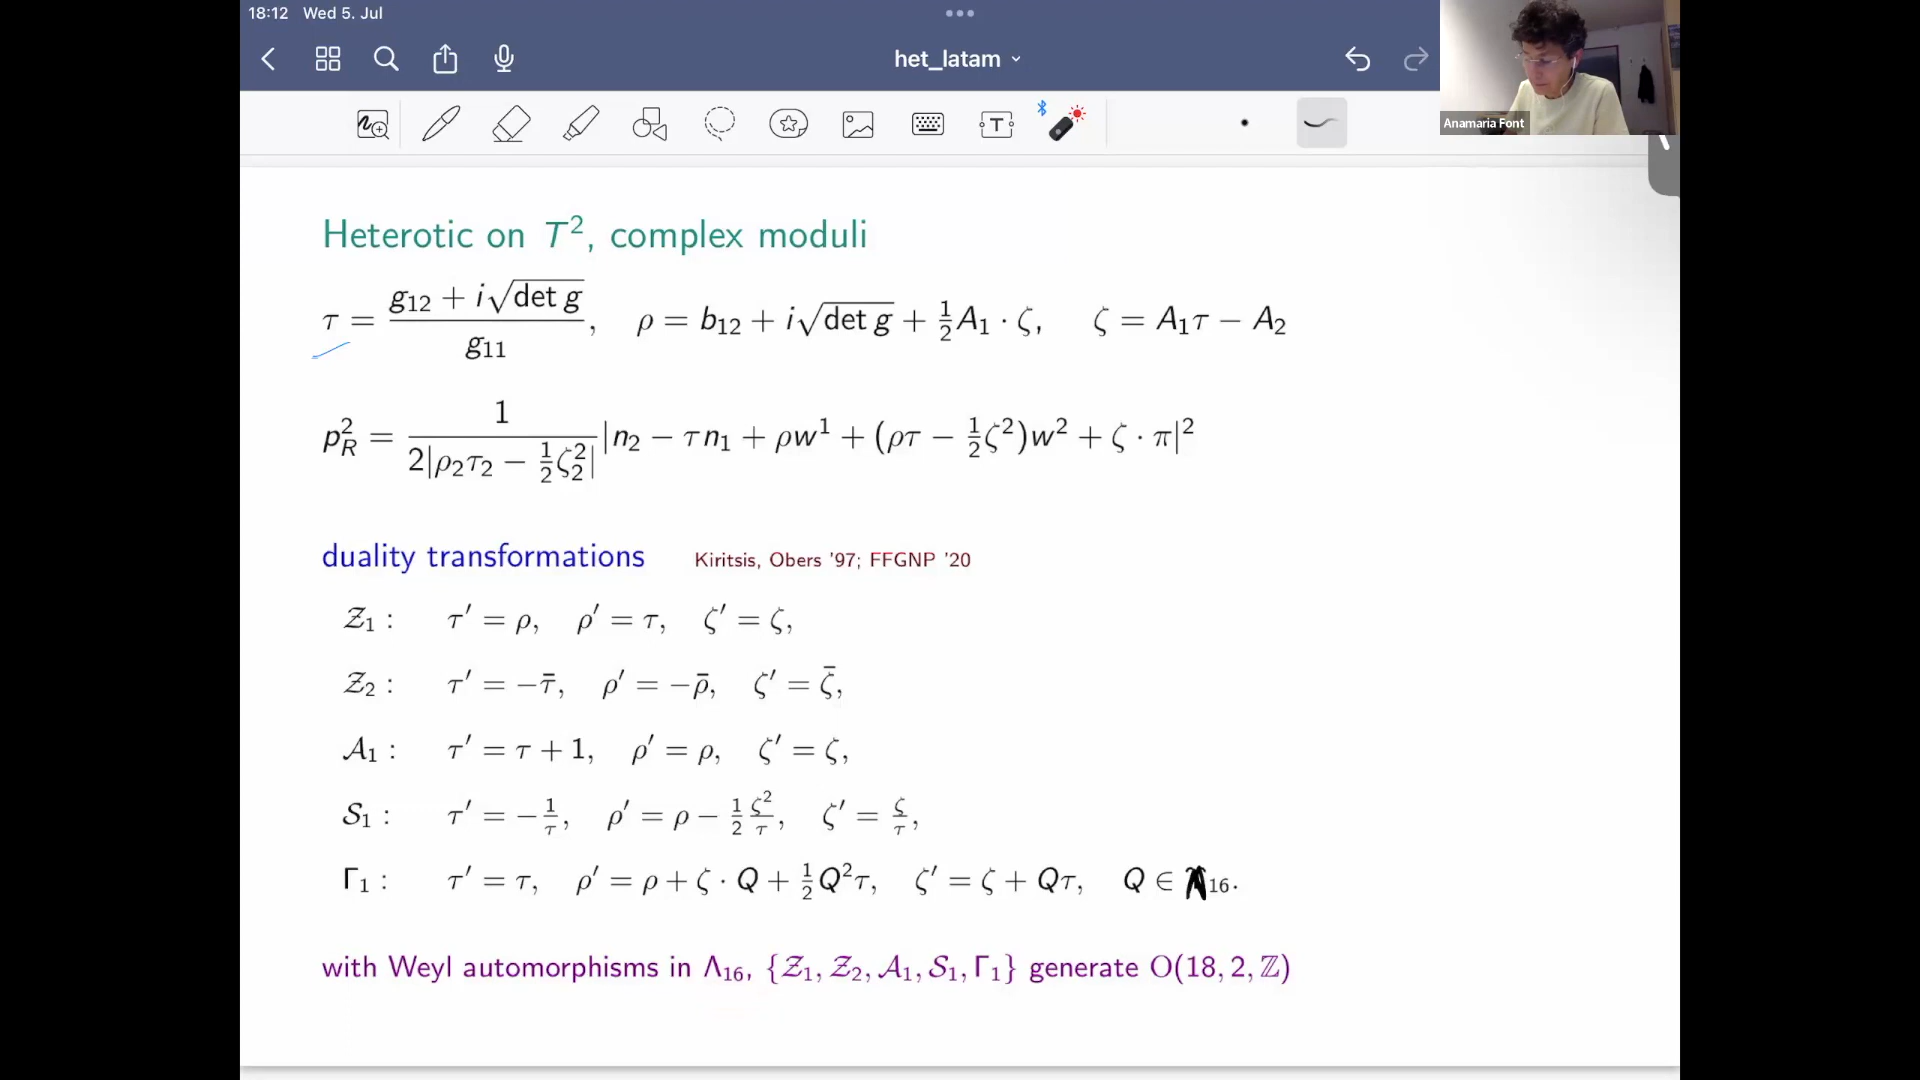 18:12 Wed 5. Jul
het_latam
T
Anamaria Font
Heterotic on T², complex moduli
τ = (g₁₂ + i√det g)/g₁₁, ρ = b₁₂ + i√det g + ½A₁ · ζ, ζ = A₁τ − A₂
p_R² = 1/(2|ρ₂τ₂ − ½ζ₂²|) |n₂ − τn₁ + ρw¹ + (ρτ − ½ζ²)w² + ζ · π|²
duality transformations Kiritsis, Obers '97; FFGNP '20
𝒵₁ : τ′ = ρ, ρ′ = τ, ζ′ = ζ,
𝒵₂ : τ′ = −τ̄, ρ′ = −ρ̄, ζ′ = ζ̄,
𝒜₁ : τ′ = τ + 1, ρ′ = ρ, ζ′ = ζ,
𝒮₁ : τ′ = −1/τ, ρ′ = ρ − ½ ζ²/τ, ζ′ = ζ/τ,
Γ₁ : τ′ = τ, ρ′ = ρ + ζ · Q + ½Q²τ, ζ′ = ζ + Qτ, Q ∈ Λ₁₆.
with Weyl automorphisms in Λ₁₆, {𝒵₁, 𝒵₂, 𝒜₁, 𝒮₁, Γ₁} generate O(18, 2, ℤ)